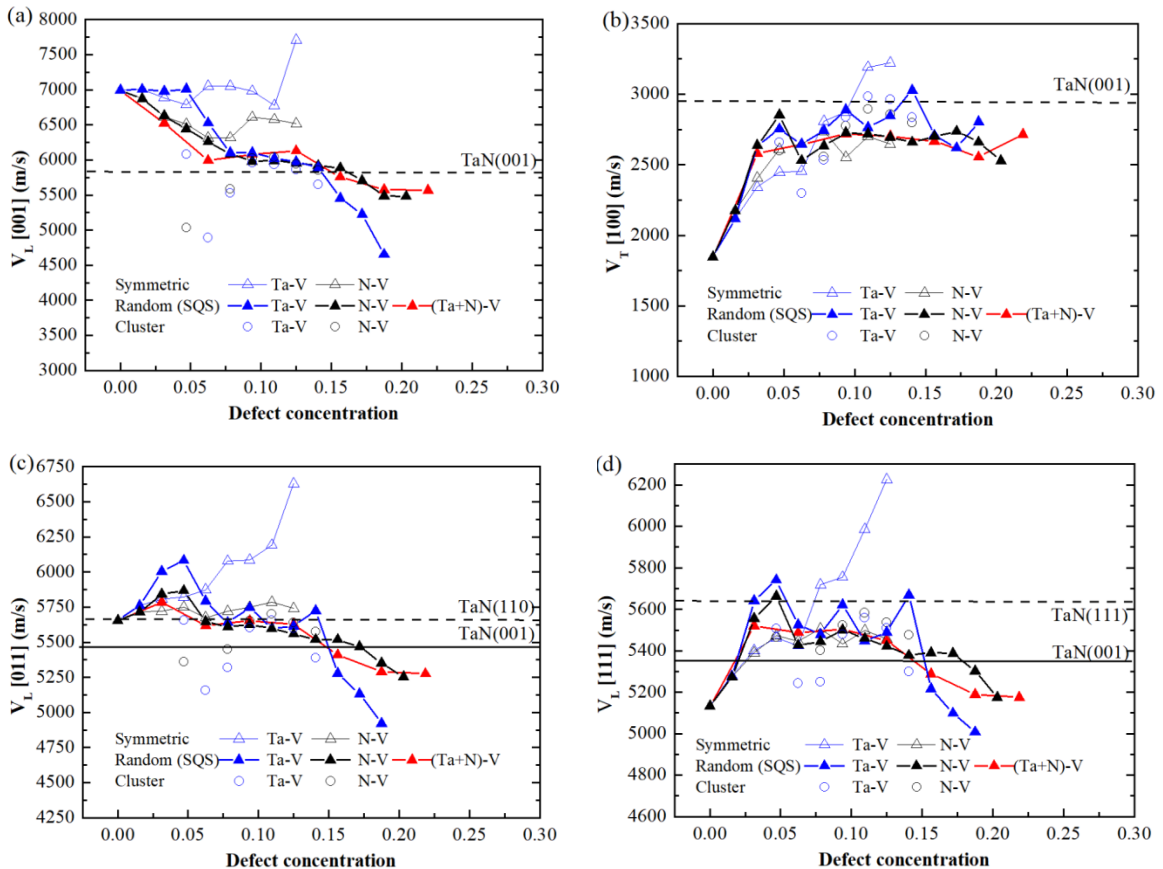 (a)
8000
7500
7000
6500
6000
5500
5000
4500
4000
3500
3000
V_L [001] (m/s)
TaN(001)
Symmetric Ta-V N-V
Random (SQS) Ta-V N-V (Ta+N)-V
Cluster Ta-V N-V
0.00 0.05 0.10 0.15 0.20 0.25 0.30
Defect concentration
(b)
3500
3000
2500
2000
1500
1000
V_T [100] (m/s)
TaN(001)
Symmetric Ta-V N-V
Random (SQS) Ta-V N-V (Ta+N)-V
Cluster Ta-V N-V
0.00 0.05 0.10 0.15 0.20 0.25 0.30
Defect concentration
(c)
6750
6500
6250
6000
5750
5500
5250
5000
4750
4500
4250
V_L [011] (m/s)
TaN(110)
TaN(001)
Symmetric Ta-V N-V
Random (SQS) Ta-V N-V (Ta+N)-V
Cluster Ta-V N-V
0.00 0.05 0.10 0.15 0.20 0.25 0.30
Defect concentration
(d)
6200
6000
5800
5600
5400
5200
5000
4800
4600
V_L [111] (m/s)
TaN(111)
TaN(001)
Symmetric Ta-V N-V
Random (SQS) Ta-V N-V (Ta+N)-V
Cluster Ta-V N-V
0.00 0.05 0.10 0.15 0.20 0.25 0.30
Defect concentration